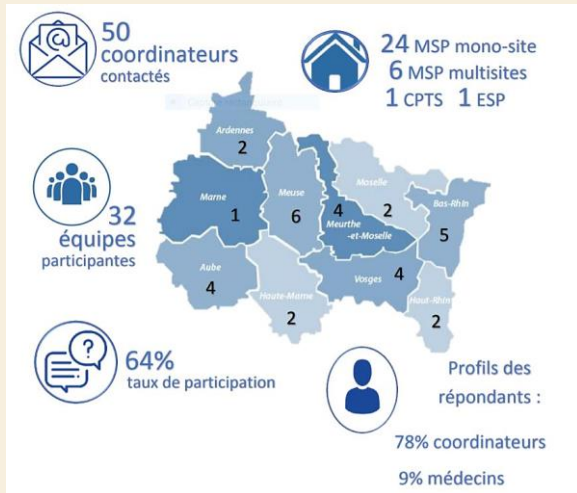 50
coordinateurs
contactés
24 MSP mono-site
6 MSP multisites
1 CPTS 1 ESP
32
équipes
participantes
Ardennes
2
Marne
1
Meuse
6
Moselle
2
4
Meurthe
-et-Moselle
Bas-Rhin
5
Aube
4
Haute-Marne
2
Vosges
4
Haut-Rhin
2
64%
taux de participation
Profils des
répondants :
78% coordinateurs
9% médecins